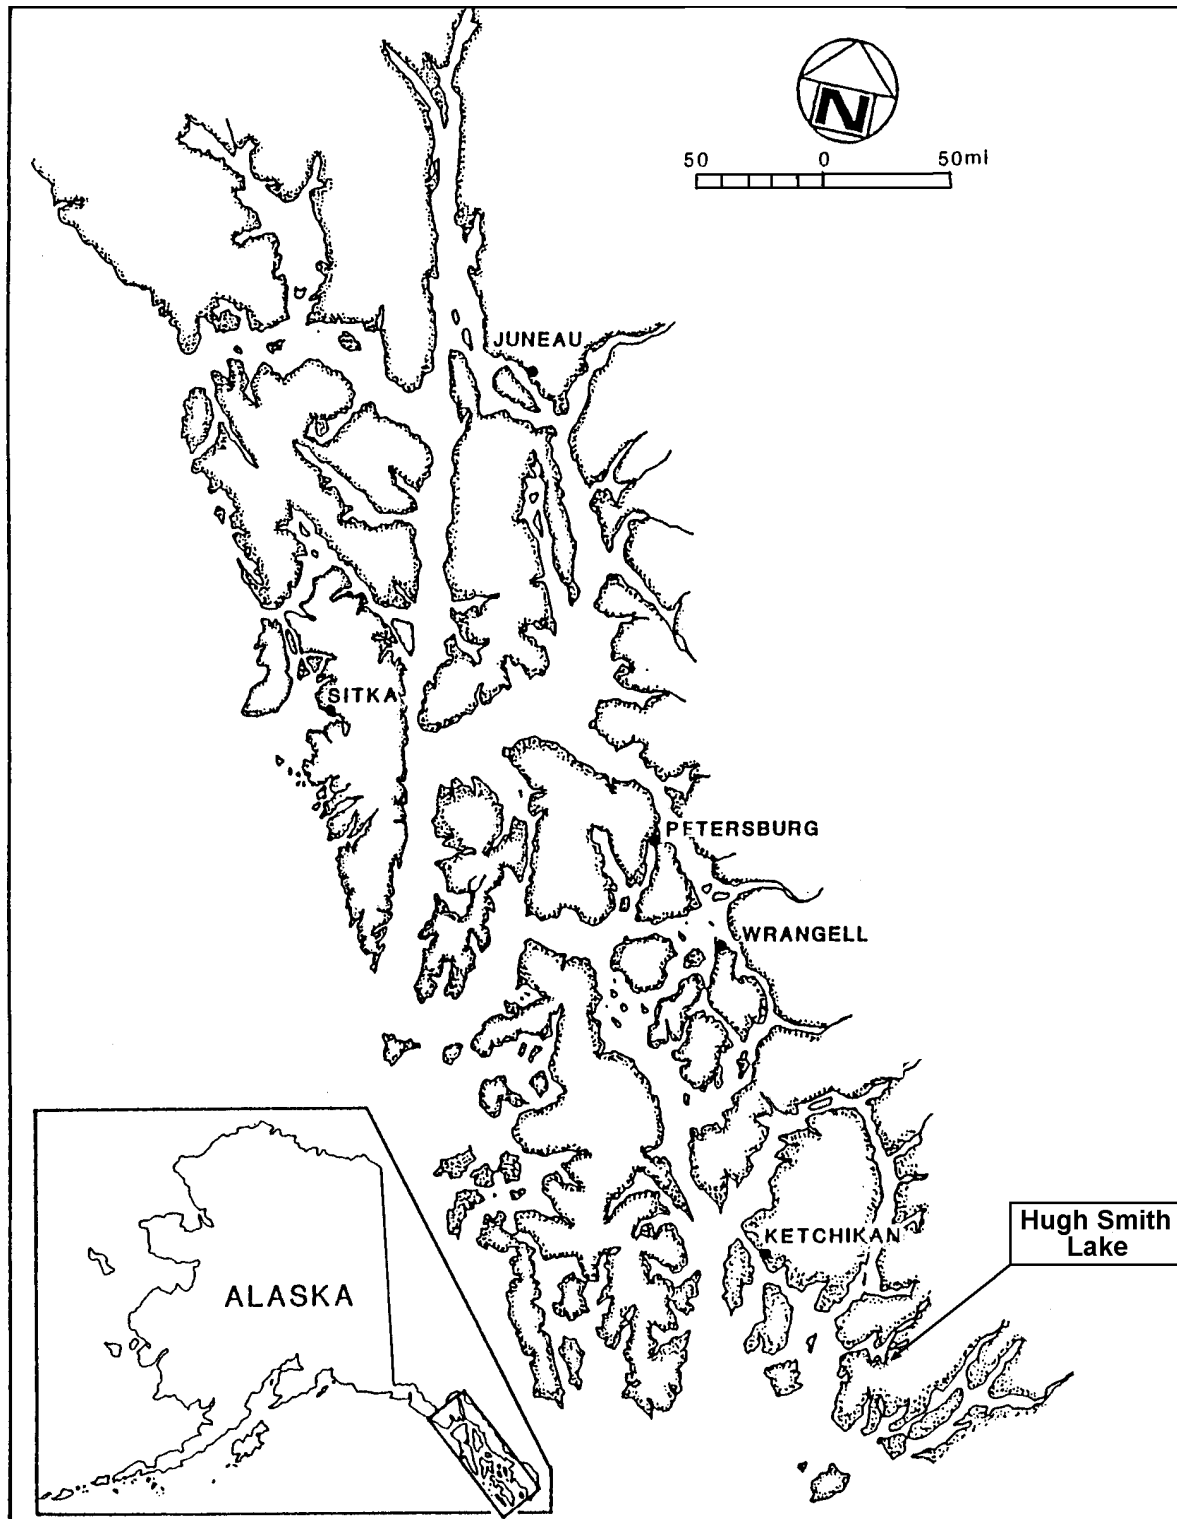 N
50 0 50mi
JUNEAU
SITKA
PETERSBURG
WRANGELL
KETCHIKAN
Hugh Smith
Lake
ALASKA